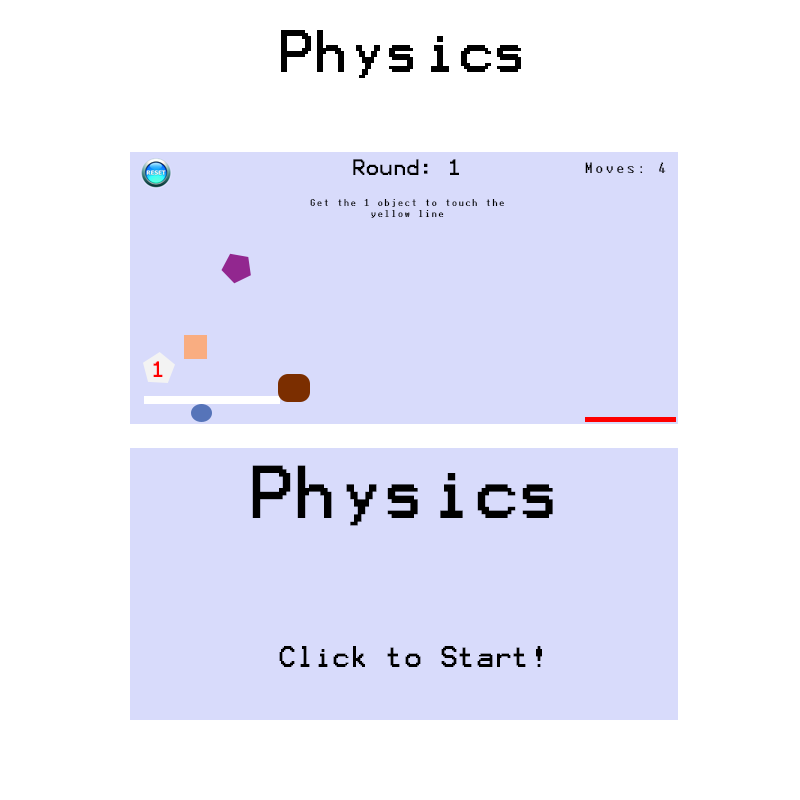 Physics
RESET
Round: 1
Moves: 4
Get the 1 object to touch the
yellow line
1
Physics
Click to Start!